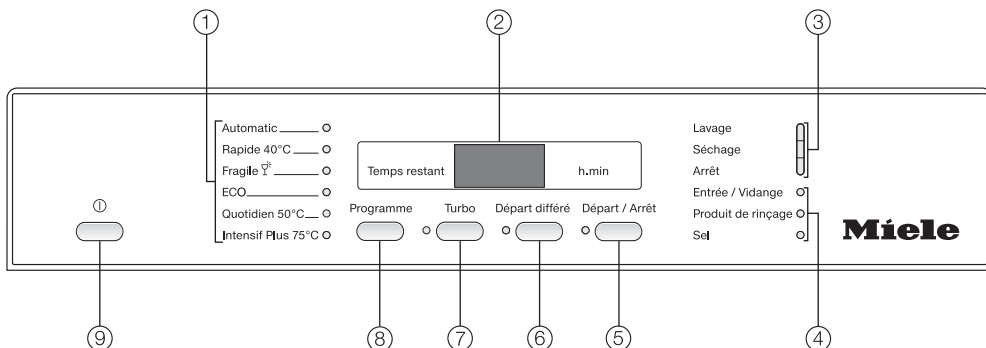 1
2
3
Automatic
Rapide 40°C
Fragile
ECO
Quotidien 50°C
Intensif Plus 75°C
Temps restant
h.min
Programme
Turbo
Départ différé
Départ / Arrêt
Lavage
Séchage
Arrêt
Entrée / Vidange
Produit de rinçage
Sel
Miele
9
8
7
6
5
4